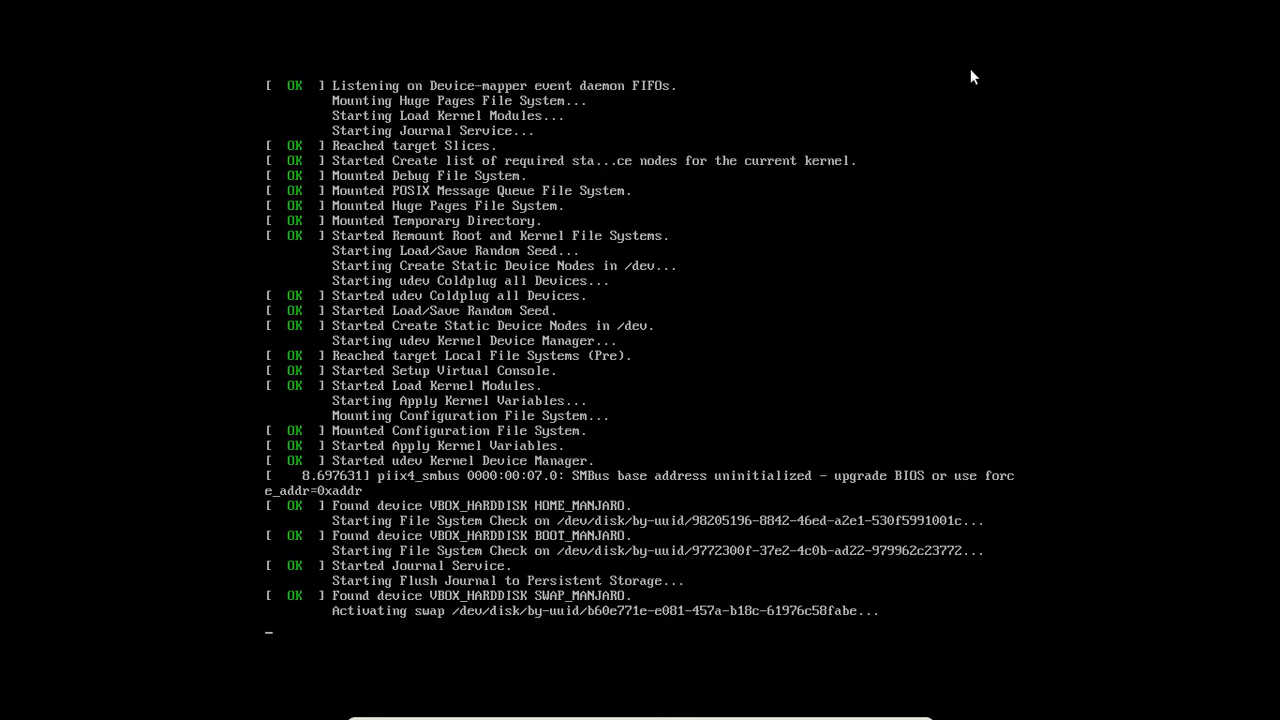 [  OK  ] Listening on Device-mapper event daemon FIFOs.
         Mounting Huge Pages File System...
         Starting Load Kernel Modules...
         Starting Journal Service...
[  OK  ] Reached target Slices.
[  OK  ] Started Create list of required sta...ce nodes for the current kernel.
[  OK  ] Mounted Debug File System.
[  OK  ] Mounted POSIX Message Queue File System.
[  OK  ] Mounted Huge Pages File System.
[  OK  ] Mounted Temporary Directory.
[  OK  ] Started Remount Root and Kernel File Systems.
         Starting Load/Save Random Seed...
         Starting Create Static Device Nodes in /dev...
         Starting udev Coldplug all Devices...
[  OK  ] Started udev Coldplug all Devices.
[  OK  ] Started Load/Save Random Seed.
[  OK  ] Started Create Static Device Nodes in /dev.
         Starting udev Kernel Device Manager...
[  OK  ] Reached target Local File Systems (Pre).
[  OK  ] Started Setup Virtual Console.
[  OK  ] Started Load Kernel Modules.
         Starting Apply Kernel Variables...
         Mounting Configuration File System...
[  OK  ] Mounted Configuration File System.
[  OK  ] Started Apply Kernel Variables.
[  OK  ] Started udev Kernel Device Manager.
[    8.697631] piix4_smbus 0000:00:07.0: SMBus base address uninitialized - upgrade BIOS or use forc
e_addr=0xaddr
[  OK  ] Found device VBOX_HARDDISK HOME_MANJARO.
         Starting File System Check on /dev/disk/by-uuid/98205196-8842-46ed-a2e1-530f5991001c...
[  OK  ] Found device VBOX_HARDDISK BOOT_MANJARO.
         Starting File System Check on /dev/disk/by-uuid/9772300f-37e2-4c0b-ad22-979962c23772...
[  OK  ] Started Journal Service.
         Starting Flush Journal to Persistent Storage...
[  OK  ] Found device VBOX_HARDDISK SWAP_MANJARO.
         Activating swap /dev/disk/by-uuid/b60e771e-e081-457a-b18c-61976c58fabe...